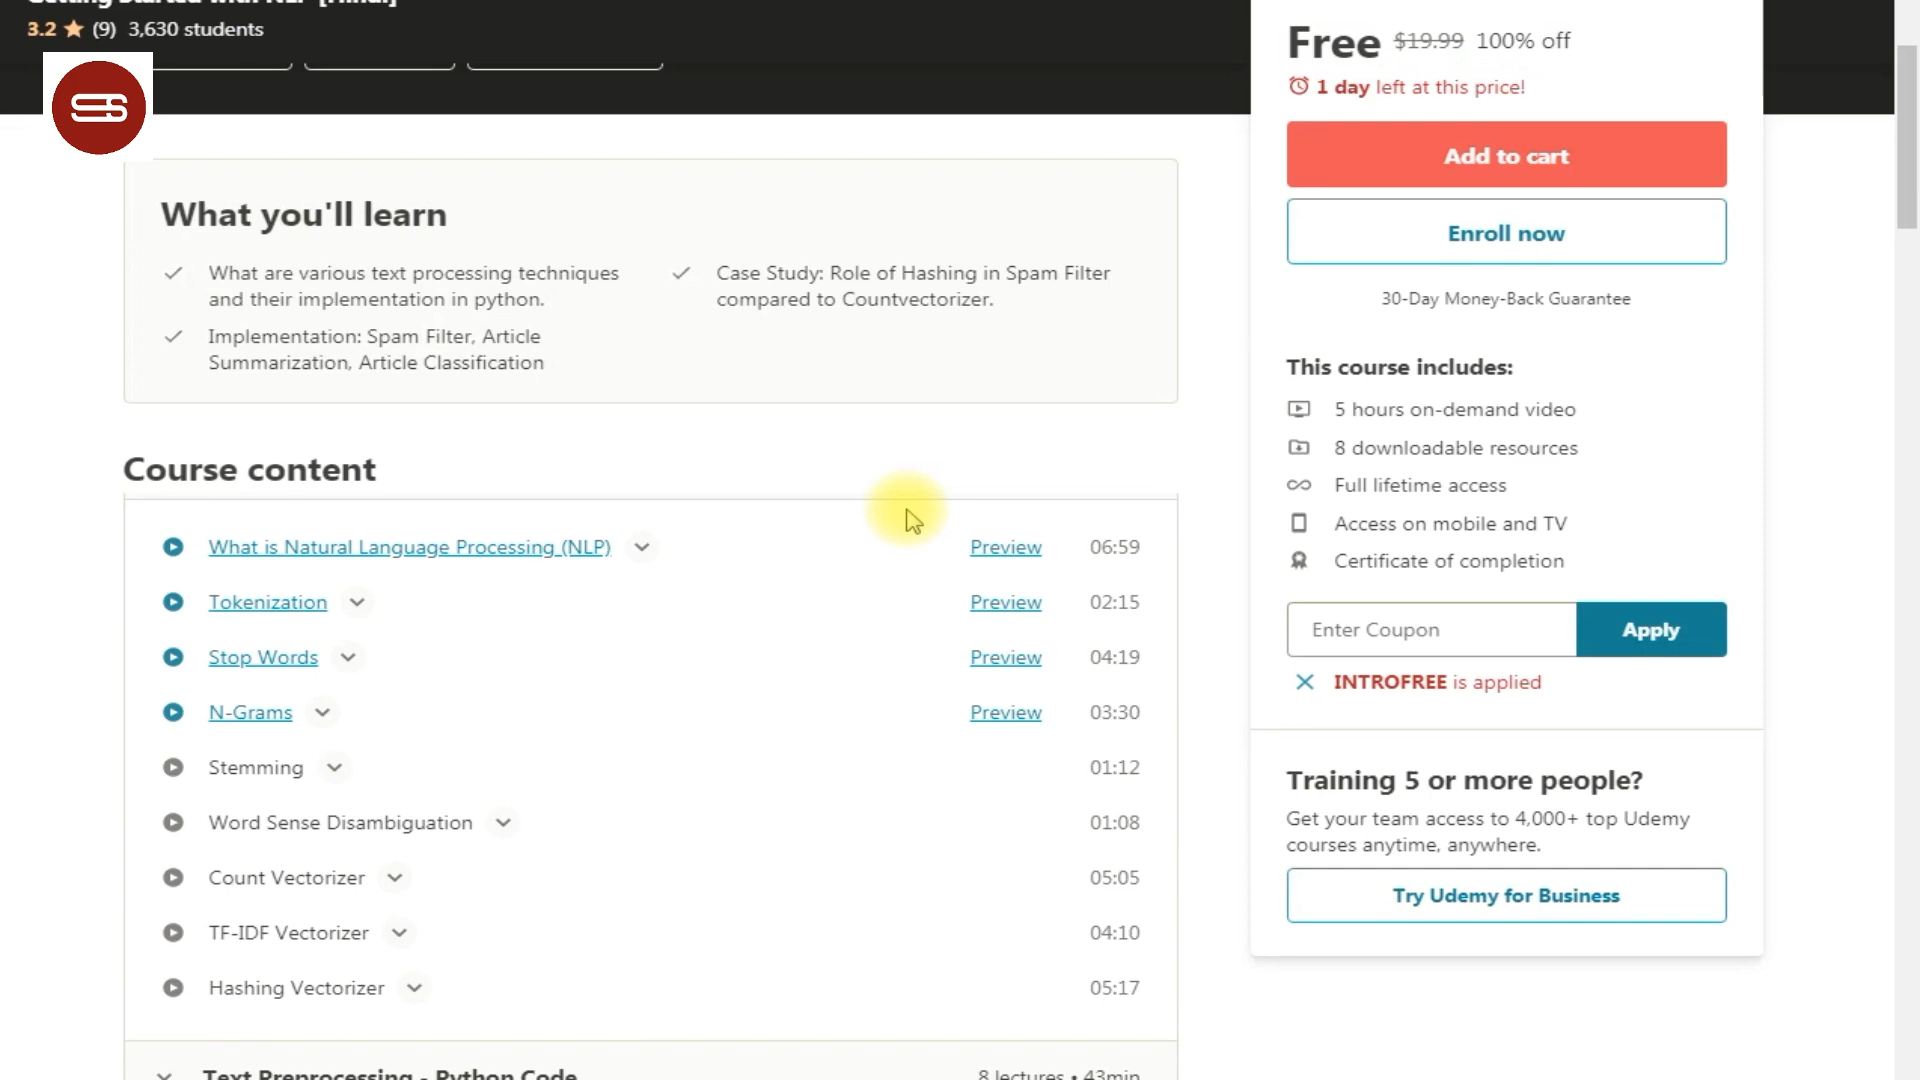 Getting Started with NLP [Hindi]
3.2 (9) 3,630 students
Free $19.99 100% off
1 day left at this price!
Add to cart
Enroll now
30-Day Money-Back Guarantee
This course includes:
5 hours on-demand video
8 downloadable resources
Full lifetime access
Access on mobile and TV
Certificate of completion
Enter Coupon Apply
INTROFREE is applied
Training 5 or more people?
Get your team access to 4,000+ top Udemy
courses anytime, anywhere.
Try Udemy for Business
What you'll learn
What are various text processing techniques
and their implementation in python.
Implementation: Spam Filter, Article
Summarization, Article Classification
Case Study: Role of Hashing in Spam Filter
compared to Countvectorizer.
Course content
What is Natural Language Processing (NLP) Preview 06:59
Tokenization Preview 02:15
Stop Words Preview 04:19
N-Grams Preview 03:30
Stemming 01:12
Word Sense Disambiguation 01:08
Count Vectorizer 05:05
TF-IDF Vectorizer 04:10
Hashing Vectorizer 05:17
Text Preprocessing - Python Code 8 lectures • 43min